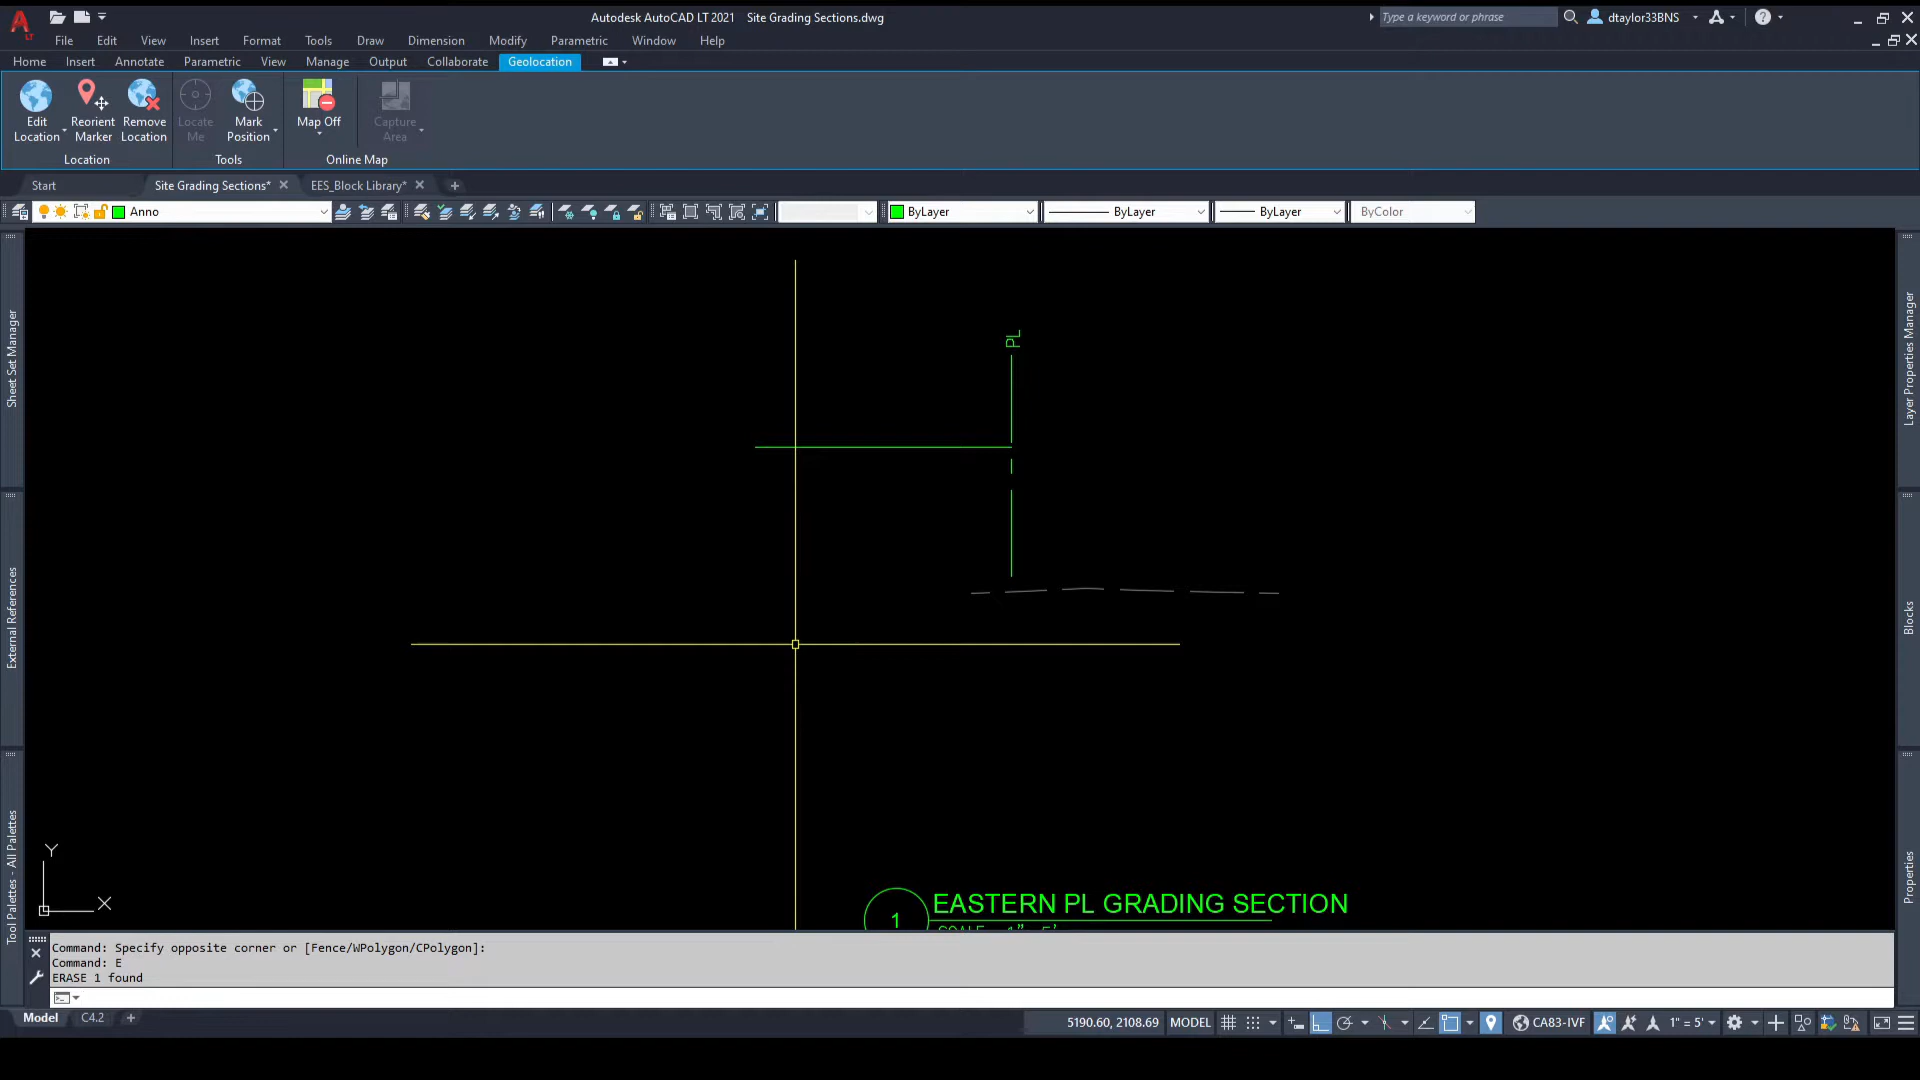 Autodesk AutoCAD LT 2021 Site Grading Sections.dwg
Type a keyword or phrase
dtaylor33BNS
LT
File Edit View Insert Format Tools Draw Dimension Modify Parametric Window Help
Home Insert Annotate Parametric View Manage Output Collaborate Geolocation
Edit Location
Reorient Marker
Remove Location
Locate Me
Mark Position
Map Off
Capture Area
Location Tools Online Map
Start Site Grading Sections* EES_Block Library*
Anno ByLayer ByLayer ByLayer ByColor
Sheet Set Manager
External References
Tool Palettes - All Palettes
Layer Properties Manager
Blocks
Properties
PL
Y
X
1
EASTERN PL GRADING SECTION
SCALE 1" 5'
Command: Specify opposite corner or [Fence/WPolygon/CPolygon]:
Command: E
ERASE 1 found
Model C4.2
5190.60, 2108.69 MODEL CA83-IVF 1" = 5'